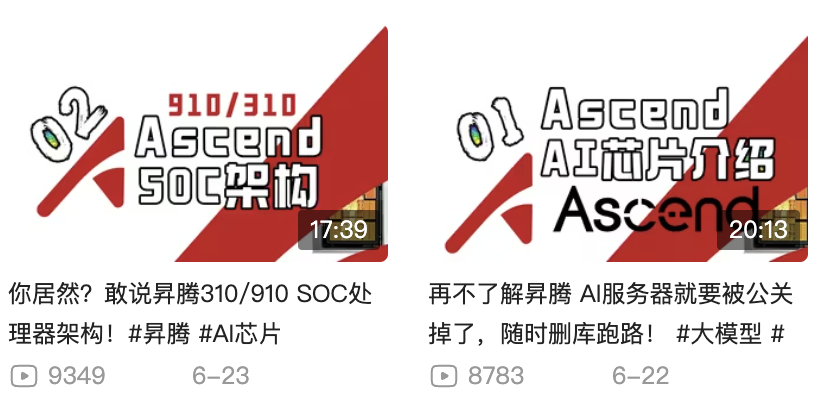 02
910/310
Ascend
SOC架构
17:39
你居然？敢说昇腾310/910 SOC处
理器架构！#昇腾 #AI芯片
9349
6-23
01
Ascend
AI芯片介绍
Ascend
20:13
再不了解昇腾 AI服务器就要被公关
掉了，随时删库跑路！ #大模型 #
8783
6-22